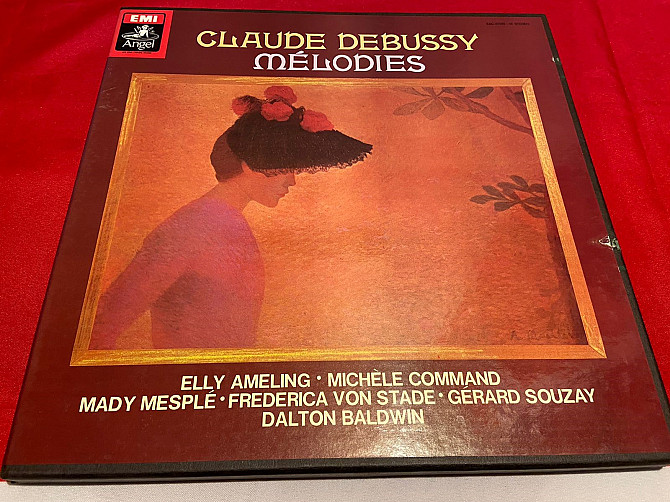 EMI
Angel
CLAUDE DEBUSSY
MÉLODIES
ELLY AMELING • MICHÈLE COMMAND
MADY MESPLÉ • FREDERICA VON STADE • GÉRARD SOUZAY
DALTON BALDWIN